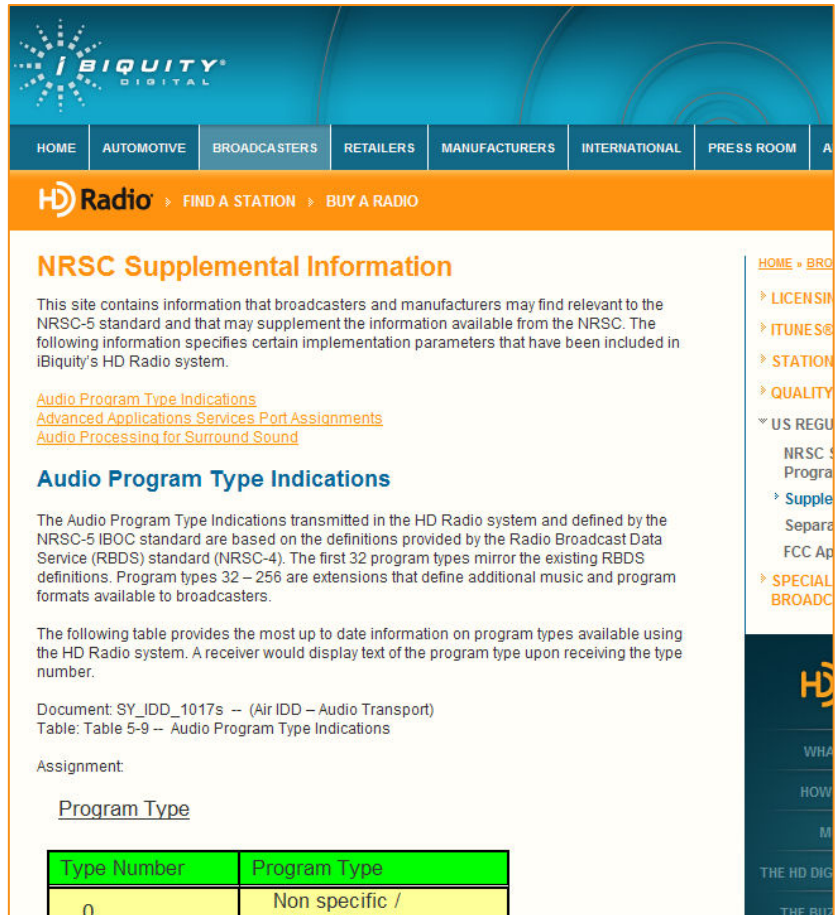 iBIQUITY®
DIGITAL
HOME AUTOMOTIVE BROADCASTERS RETAILERS MANUFACTURERS INTERNATIONAL PRESS ROOM A
HD Radio FIND A STATION BUY A RADIO
NRSC Supplemental Information
This site contains information that broadcasters and manufacturers may find relevant to the
NRSC-5 standard and that may supplement the information available from the NRSC. The
following information specifies certain implementation parameters that have been included in
iBiquity's HD Radio system.
Audio Program Type Indications
Advanced Applications Services Port Assignments
Audio Processing for Surround Sound
Audio Program Type Indications
The Audio Program Type Indications transmitted in the HD Radio system and defined by the
NRSC-5 IBOC standard are based on the definitions provided by the Radio Broadcast Data
Service (RBDS) standard (NRSC-4). The first 32 program types mirror the existing RBDS
definitions. Program types 32 – 256 are extensions that define additional music and program
formats available to broadcasters.
The following table provides the most up to date information on program types available using
the HD Radio system. A receiver would display text of the program type upon receiving the type
number.
Document: SY_IDD_1017s -- (Air IDD – Audio Transport)
Table: Table 5-9 -- Audio Program Type Indications
Assignment:
Program Type
Type Number Program Type
0 Non specific /
HOME » BRO
LICENSIN
ITUNES®
STATION
QUALITY
US REGU
NRSC S
Progra
Supple
Separa
FCC Ap
SPECIAL
BROADC
HD
WHA
HOW
M
THE HD DIG
THE BUZ